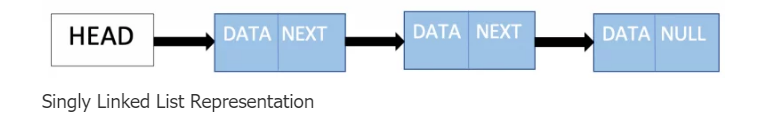 HEAD DATA NEXT DATA NEXT DATA NULL
Singly Linked List Representation